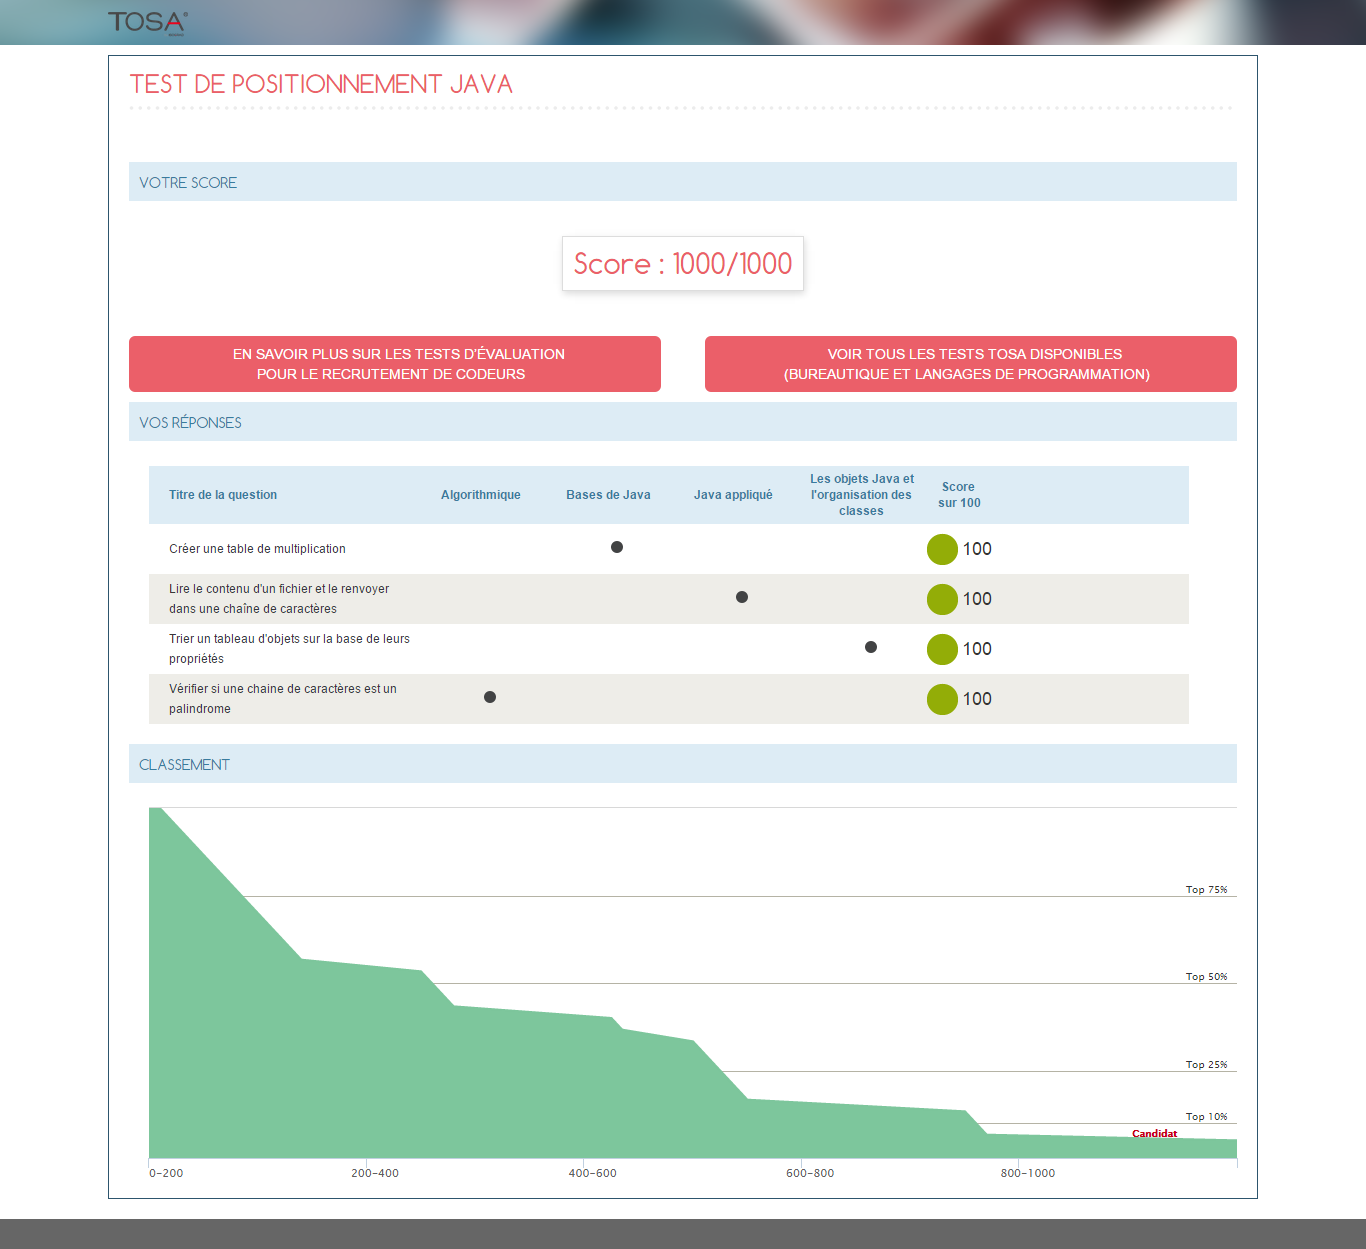 TOSA®
TEST DE POSITIONNEMENT JAVA
VOTRE SCORE
Score : 1000/1000
EN SAVOIR PLUS SUR LES TESTS D'ÉVALUATION
POUR LE RECRUTEMENT DE CODEURS
VOIR TOUS LES TESTS TOSA DISPONIBLES
(BUREAUTIQUE ET LANGAGES DE PROGRAMMATION)
VOS RÉPONSES
Titre de la question
Algorithmique
Bases de Java
Java appliqué
Les objets Java et
l'organisation des
classes
Score
sur 100
Créer une table de multiplication
100
Lire le contenu d'un fichier et le renvoyer
dans une chaîne de caractères
100
Trier un tableau d'objets sur la base de leurs
propriétés
100
Vérifier si une chaine de caractères est un
palindrome
100
CLASSEMENT
Top 75%
Top 50%
Top 25%
Top 10%
Candidat
0-200
200-400
400-600
600-800
800-1000